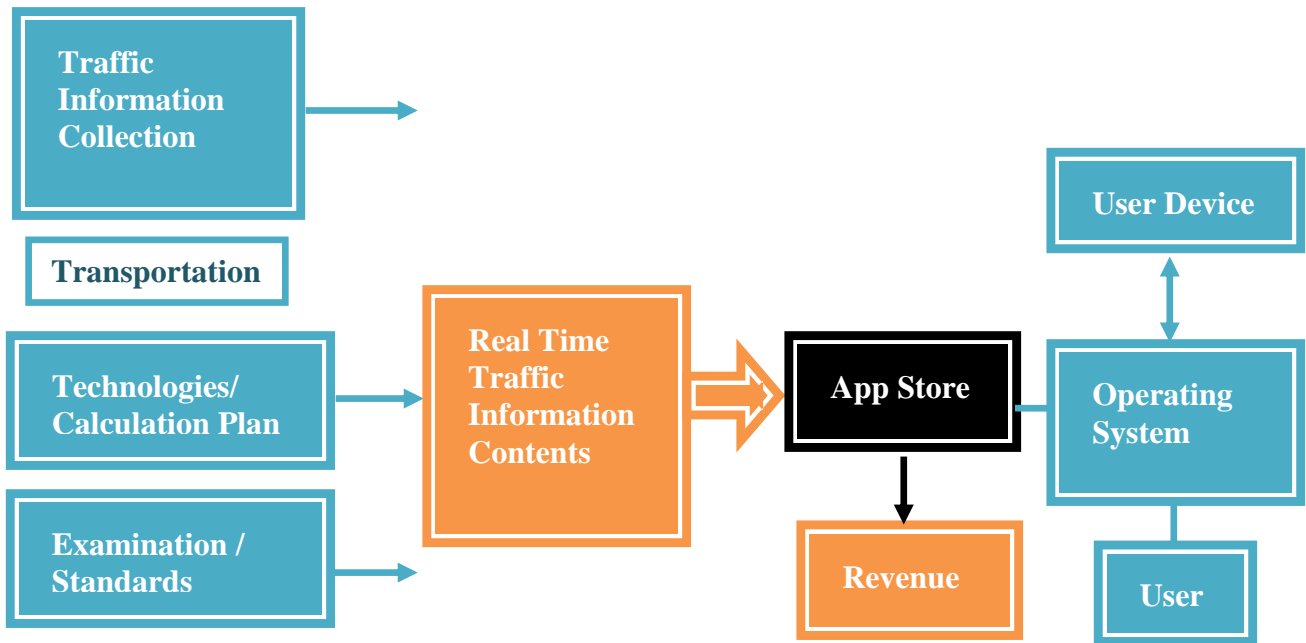 Traffic
Information
Collection
Transportation
Technologies/
Calculation Plan
Examination /
Standards
Real Time
Traffic
Information
Contents
App Store
Revenue
User Device
Operating
System
User